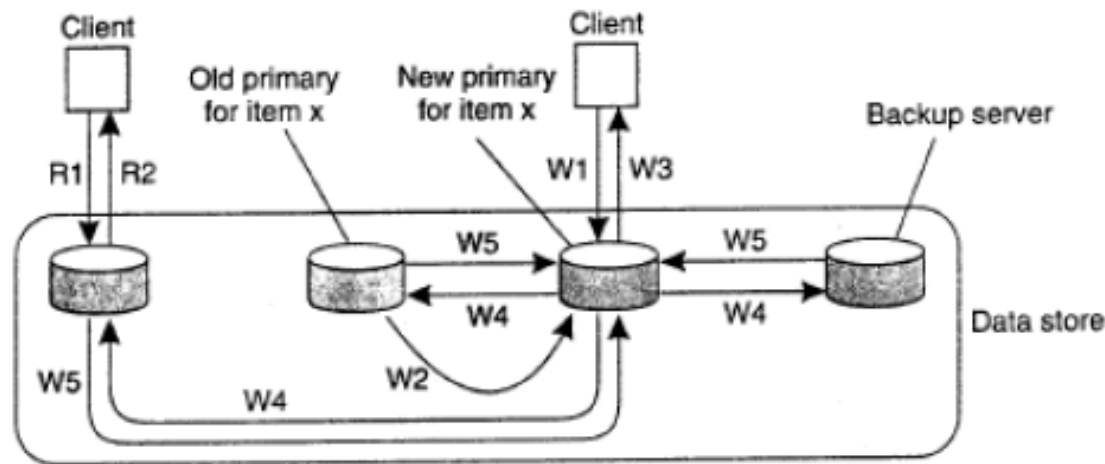 Client
Client
Old primary
for item x
New primary
for item x
Backup server
R1
R2
W1
W3
W5
W5
W4
W4
Data store
W5
W2
W4